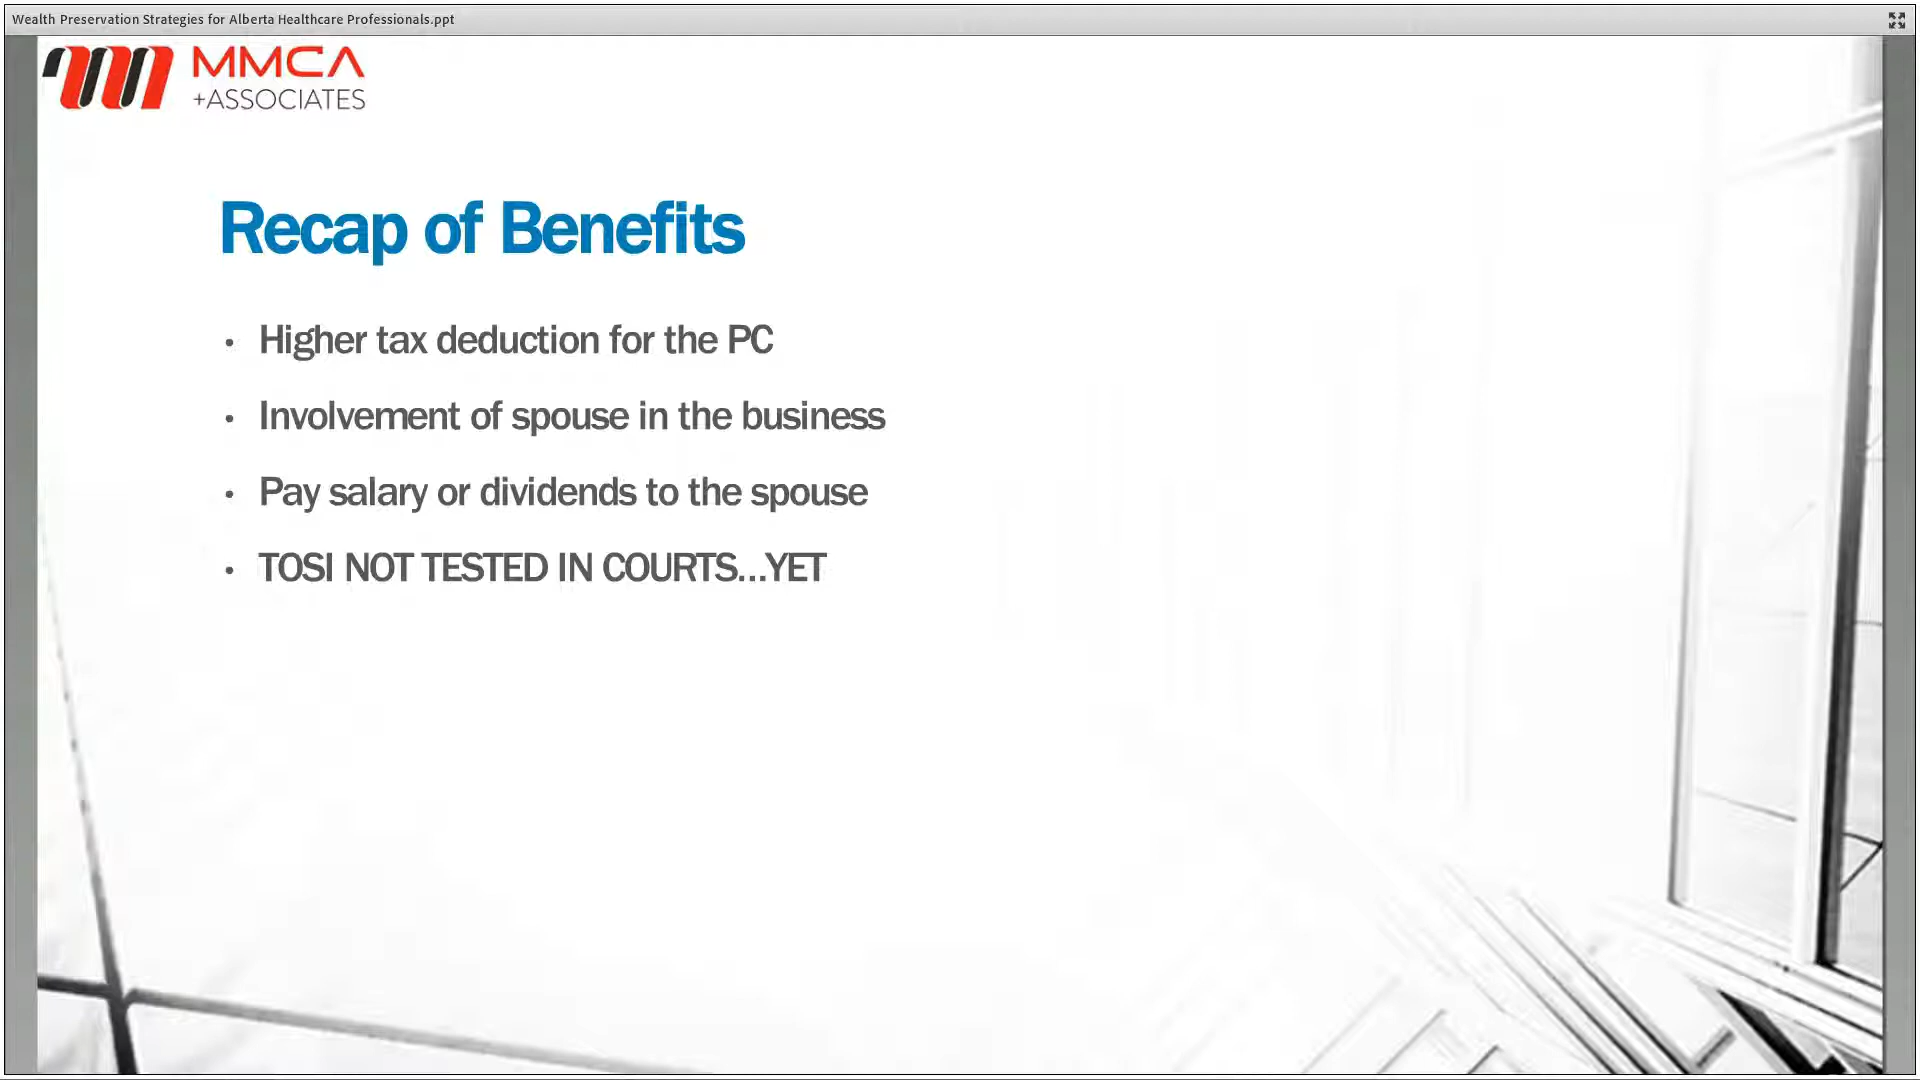 Wealth Preservation Strategies for Alberta Healthcare Professionals.ppt
MMCA
+ASSOCIATES
Recap of Benefits
• Higher tax deduction for the PC
• Involvement of spouse in the business
• Pay salary or dividends to the spouse
• TOSI NOT TESTED IN COURTS...YET